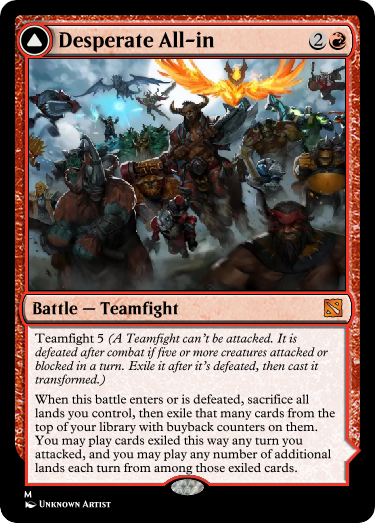 Desperate All-in 2
Battle — Teamfight
Teamfight 5 (A Teamfight can't be attacked. It is
defeated after combat if five or more creatures attacked or
blocked in a turn. Exile it after it's defeated, then cast it
transformed.)
When this battle enters or is defeated, sacrifice all
lands you control, then exile that many cards from the
top of your library with buyback counters on them.
You may play cards exiled this way any turn you
attacked, and you may play any number of additional
lands each turn from among those exiled cards.
M
Unknown Artist